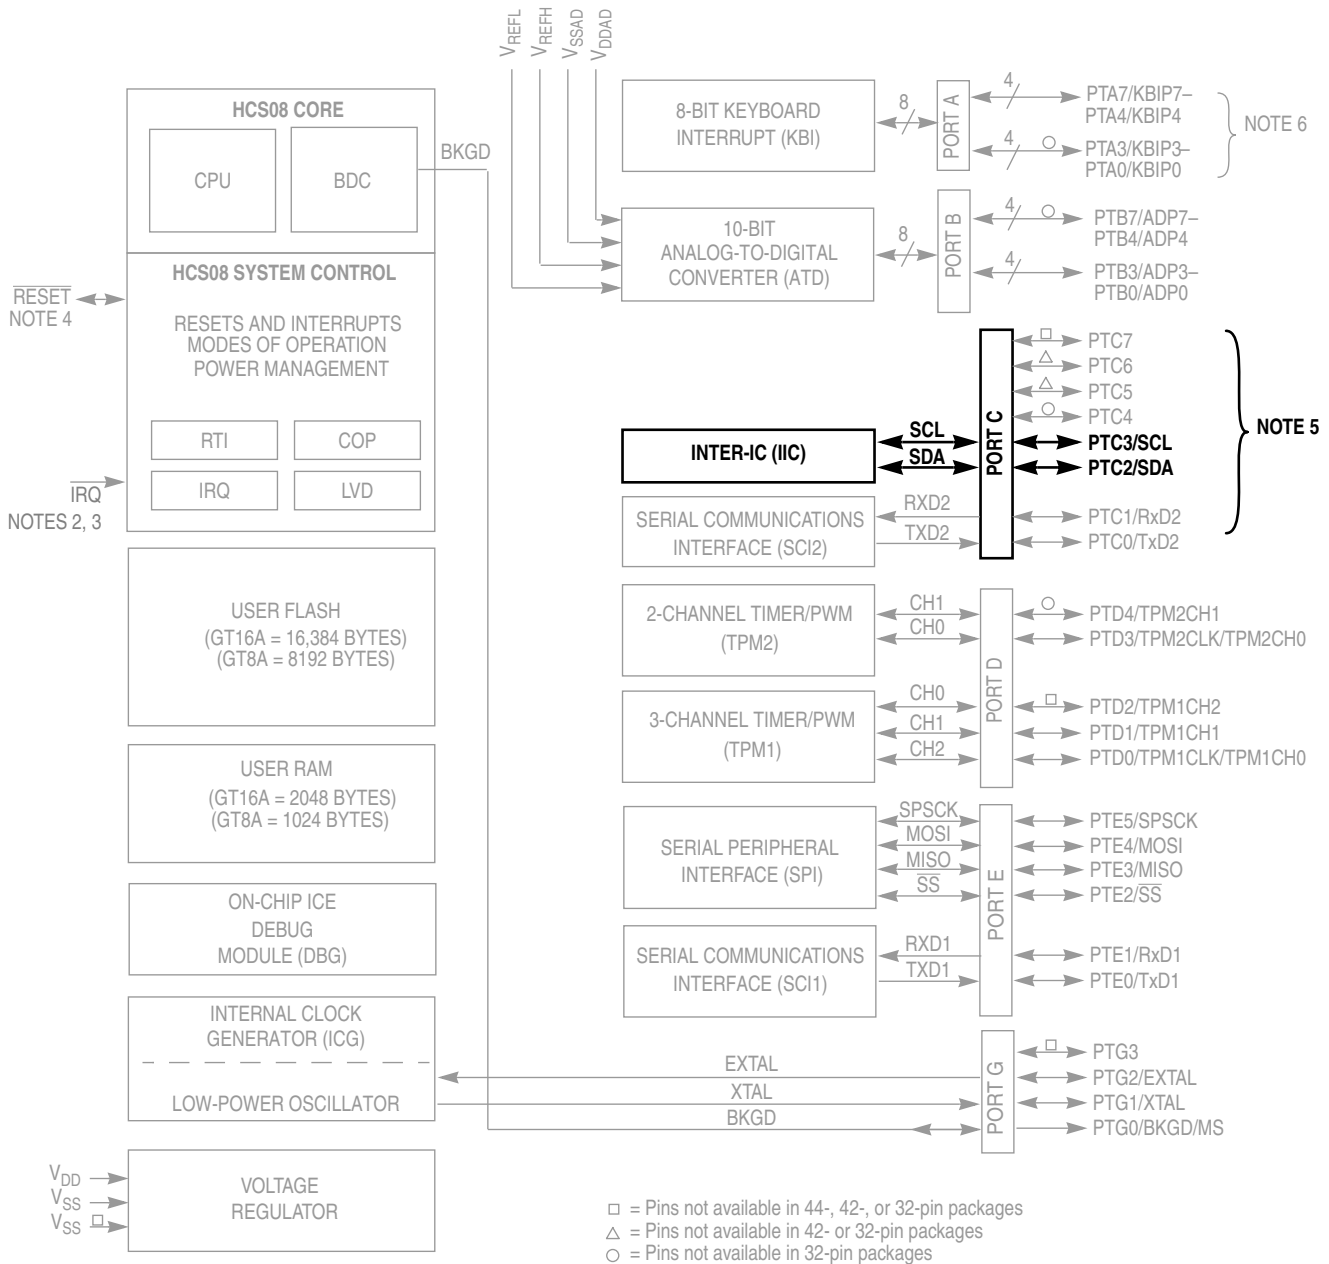 V_REFL
V_REFH
V_SSAD
V_DDAD
HCS08 CORE
CPU
BDC
BKGD
HCS08 SYSTEM CONTROL
RESETS AND INTERRUPTS
MODES OF OPERATION
POWER MANAGEMENT
RTI
COP
IRQ
LVD
RESET
NOTE 4
IRQ
NOTES 2, 3
USER FLASH
(GT16A = 16,384 BYTES)
(GT8A = 8192 BYTES)
USER RAM
(GT16A = 2048 BYTES)
(GT8A = 1024 BYTES)
ON-CHIP ICE
DEBUG
MODULE (DBG)
INTERNAL CLOCK
GENERATOR (ICG)
LOW-POWER OSCILLATOR
VOLTAGE
REGULATOR
V_DD
V_SS
V_SS
8-BIT KEYBOARD
INTERRUPT (KBI)
8
PORT A
4
PTA7/KBIP7–
PTA4/KBIP4
4
PTA3/KBIP3–
PTA0/KBIP0
NOTE 6
10-BIT
ANALOG-TO-DIGITAL
CONVERTER (ATD)
8
PORT B
4
PTB7/ADP7–
PTB4/ADP4
4
PTB3/ADP3–
PTB0/ADP0
INTER-IC (IIC)
SCL
SDA
SERIAL COMMUNICATIONS
INTERFACE (SCI2)
RXD2
TXD2
PORT C
PTC7
PTC6
PTC5
PTC4
PTC3/SCL
PTC2/SDA
PTC1/RxD2
PTC0/TxD2
NOTE 5
2-CHANNEL TIMER/PWM
(TPM2)
CH1
CH0
3-CHANNEL TIMER/PWM
(TPM1)
CH0
CH1
CH2
PORT D
PTD4/TPM2CH1
PTD3/TPM2CLK/TPM2CH0
PTD2/TPM1CH2
PTD1/TPM1CH1
PTD0/TPM1CLK/TPM1CH0
SERIAL PERIPHERAL
INTERFACE (SPI)
SPSCK
MOSI
MISO
SS
SERIAL COMMUNICATIONS
INTERFACE (SCI1)
RXD1
TXD1
PORT E
PTE5/SPSCK
PTE4/MOSI
PTE3/MISO
PTE2/SS
PTE1/RxD1
PTE0/TxD1
EXTAL
XTAL
BKGD
PORT G
PTG3
PTG2/EXTAL
PTG1/XTAL
PTG0/BKGD/MS
□ = Pins not available in 44-, 42-, or 32-pin packages
△ = Pins not available in 42- or 32-pin packages
○ = Pins not available in 32-pin packages